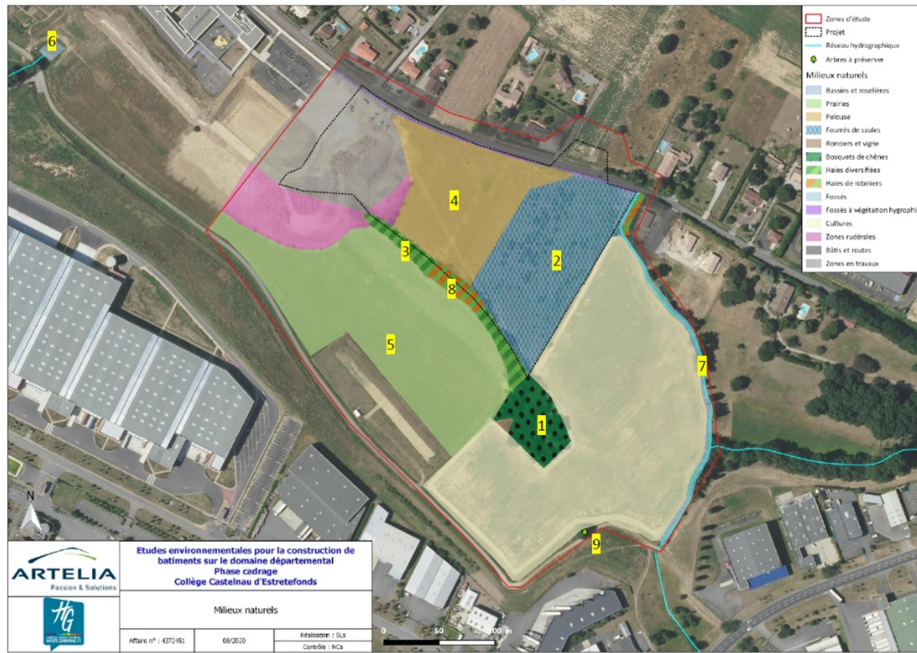 6
Zones d'étude
Projet
Réseau hydrographique
Arbres à préserver
Milieux naturels
Bassins et roselières
Prairies
Pelouse
Fourrés de saules
Ronciers et vigne
Bosquets de chênes
Haies diversifiées
Haies de robiniers
Fossés
Fossés à végétation hygrophi
Cultures
Zones rudérales
Bâtis et routes
Zones en travaux
4
3
2
8
5
7
1
9
N
ARTELIA
Passion & Solutions
Etudes environnementales pour la construction de
batiments sur le domaine départemental
Phase cadrage
Collège Castelnau d'Estretefonds
Milieux naturels
HG
Affaire n° : 4372451
08/2020
Réalisation : SLs
Contrôle : NCs
0 50 100 m